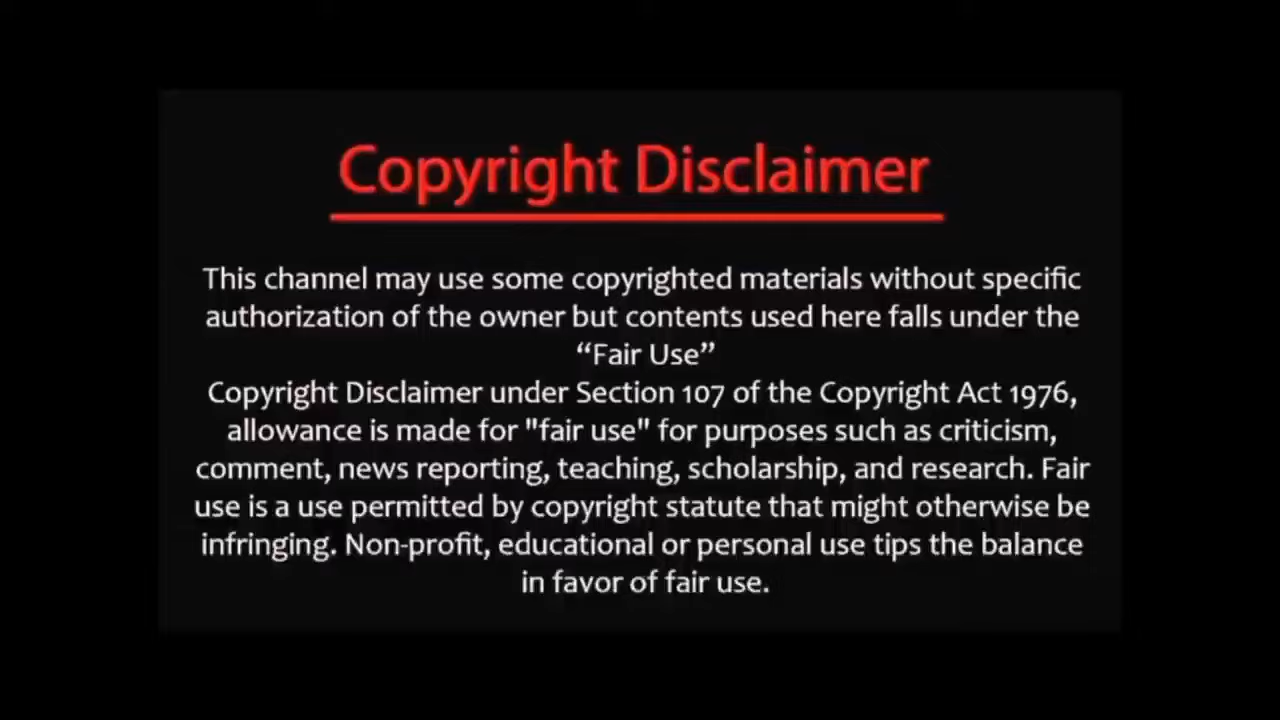 Copyright Disclaimer
This channel may use some copyrighted materials without specific
authorization of the owner but contents used here falls under the
“Fair Use”
Copyright Disclaimer under Section 107 of the Copyright Act 1976,
allowance is made for "fair use" for purposes such as criticism,
comment, news reporting, teaching, scholarship, and research. Fair
use is a use permitted by copyright statute that might otherwise be
infringing. Non-profit, educational or personal use tips the balance
in favor of fair use.